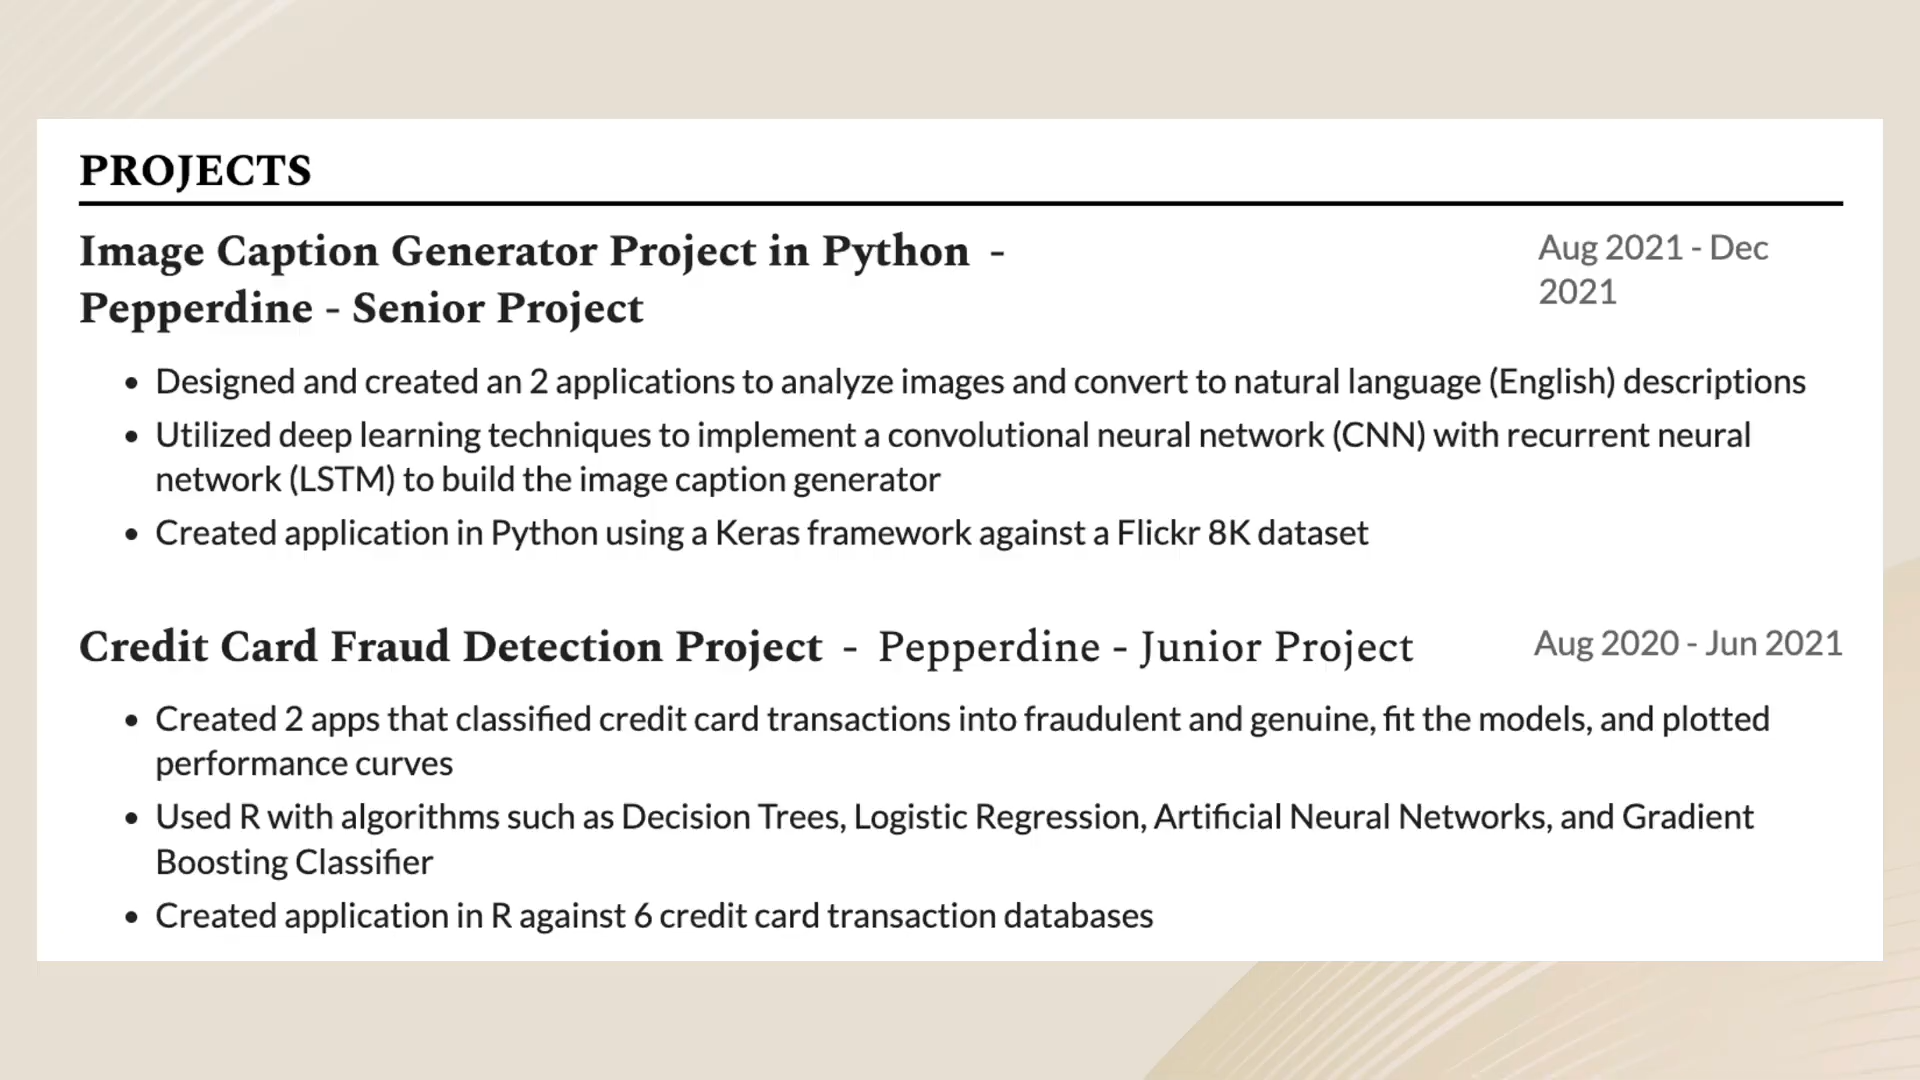 PROJECTS
Image Caption Generator Project in Python -
Aug 2021 - Dec
2021
Pepperdine - Senior Project
• Designed and created an 2 applications to analyze images and convert to natural language (English) descriptions
• Utilized deep learning techniques to implement a convolutional neural network (CNN) with recurrent neural
network (LSTM) to build the image caption generator
• Created application in Python using a Keras framework against a Flickr 8K dataset
Credit Card Fraud Detection Project - Pepperdine - Junior Project
Aug 2020 - Jun 2021
• Created 2 apps that classified credit card transactions into fraudulent and genuine, fit the models, and plotted
performance curves
• Used R with algorithms such as Decision Trees, Logistic Regression, Artificial Neural Networks, and Gradient
Boosting Classifier
• Created application in R against 6 credit card transaction databases